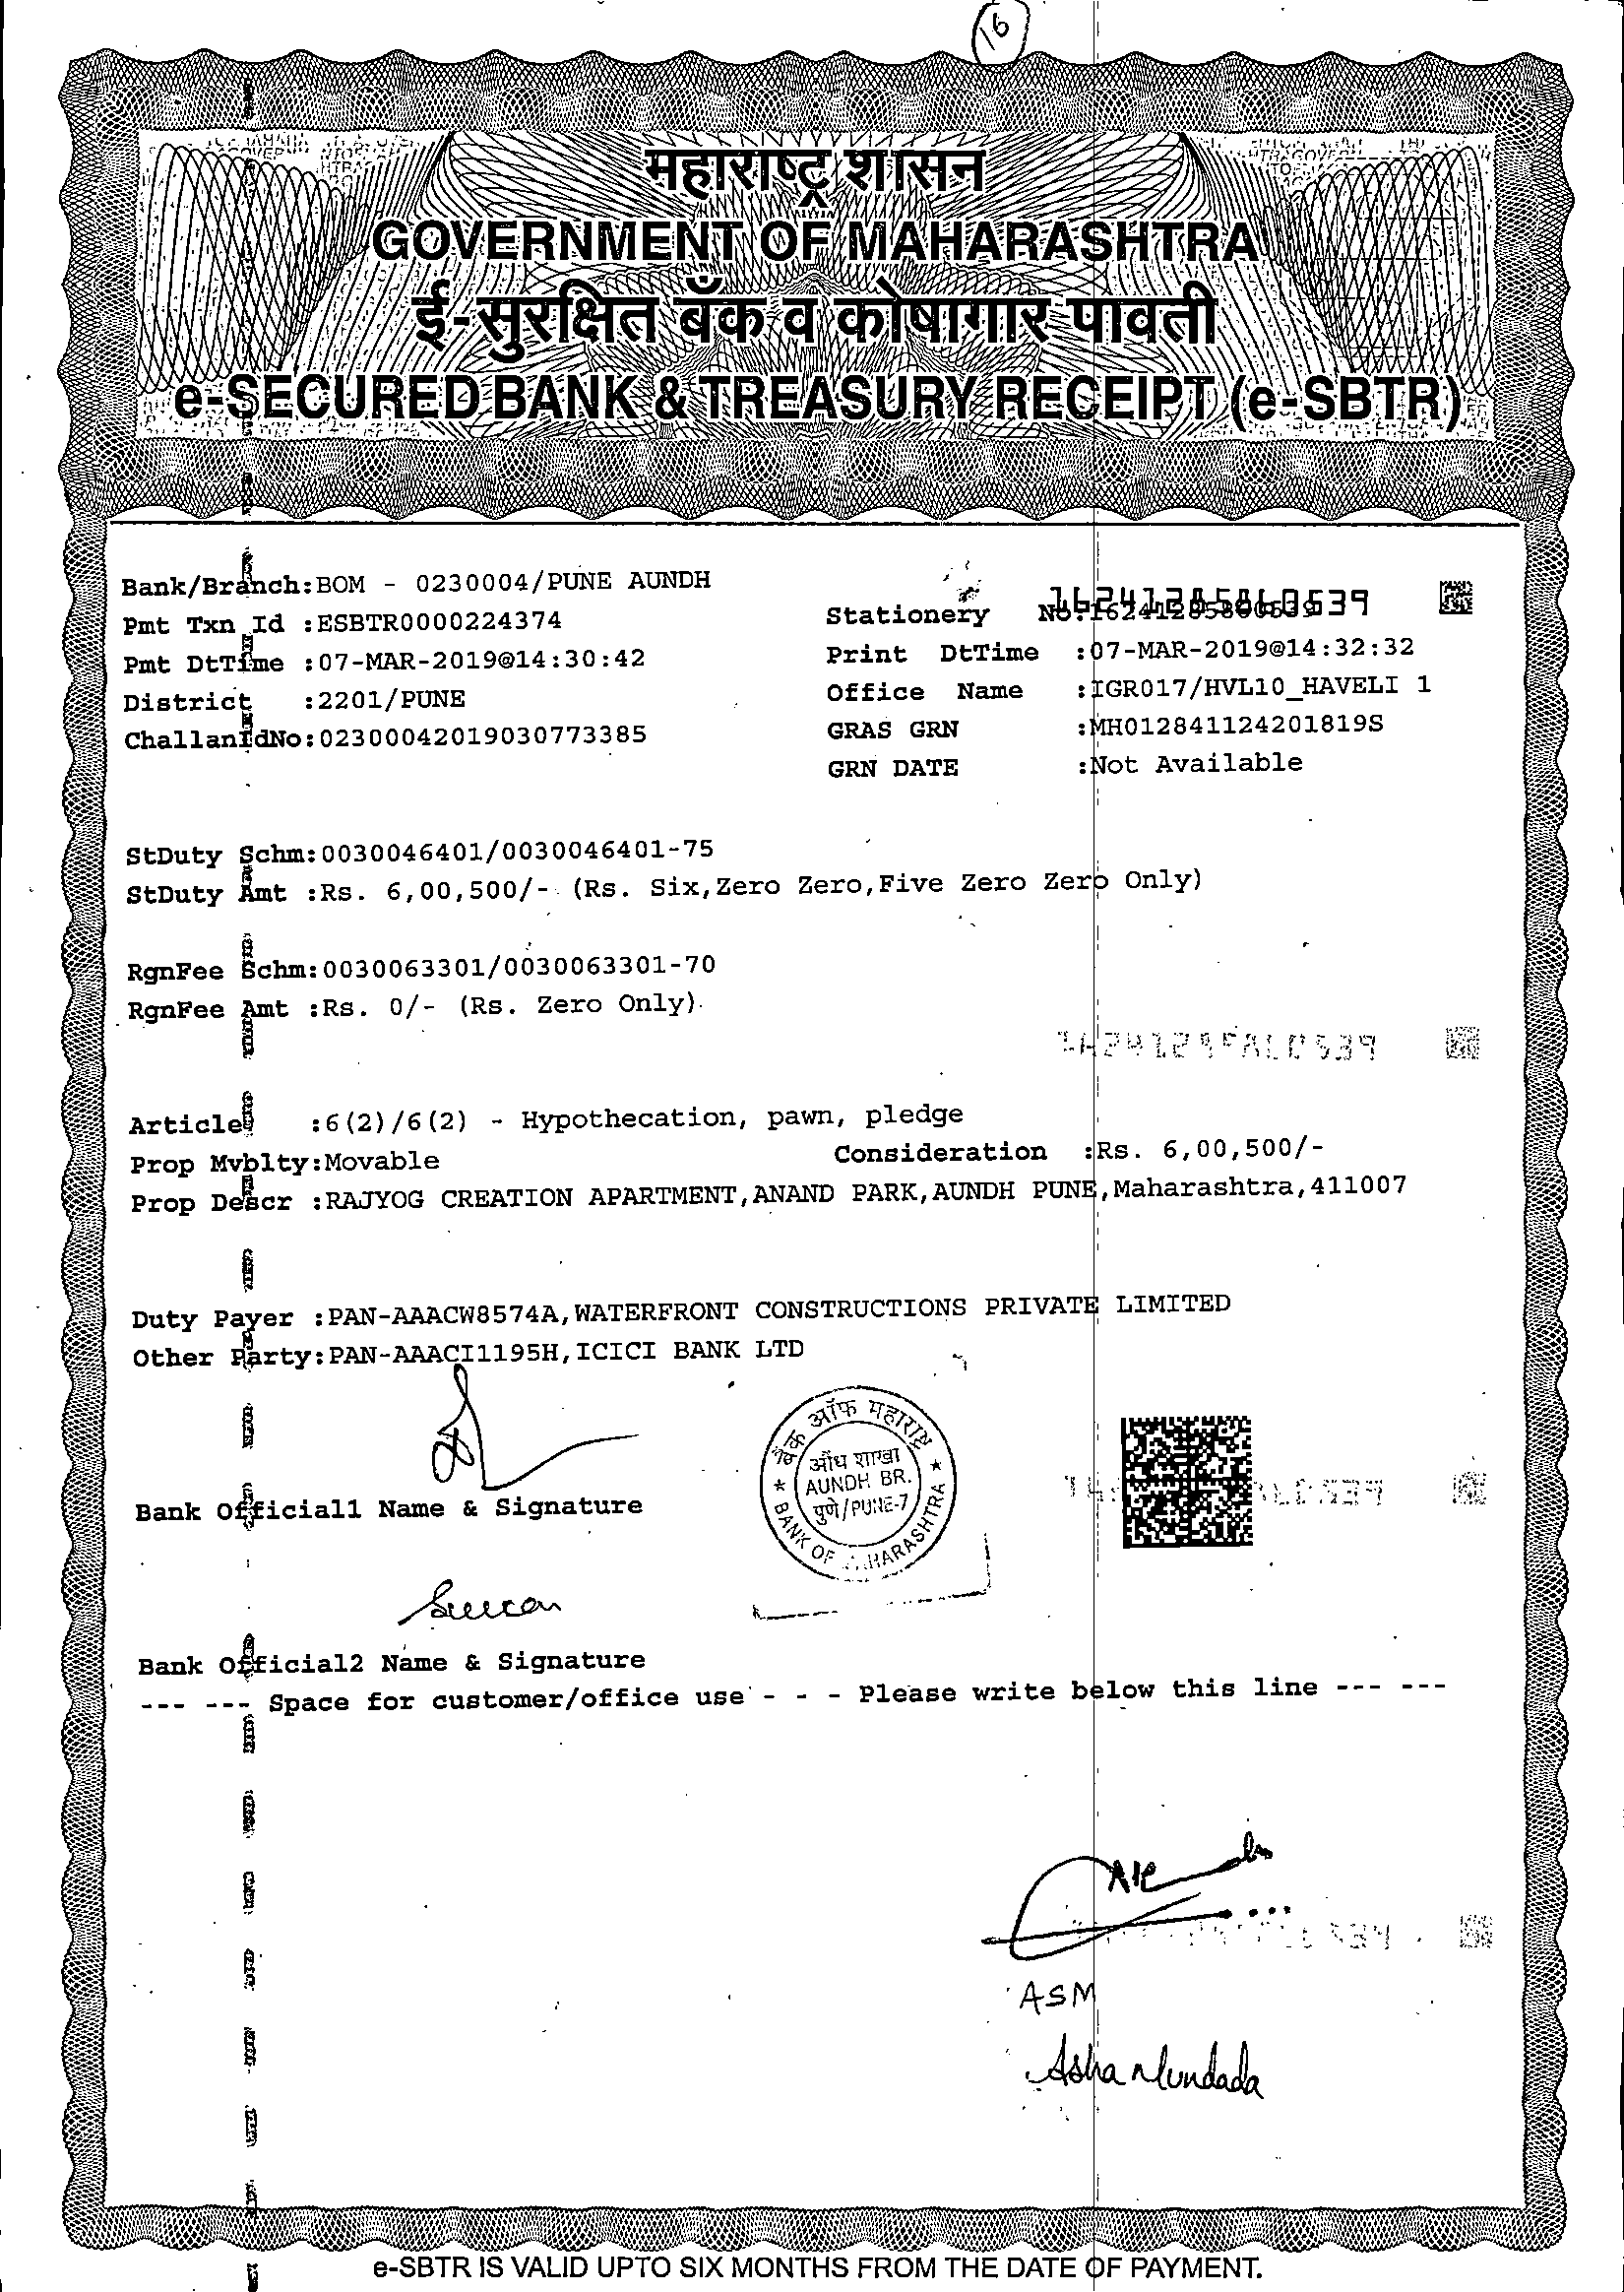 16
महाराष्ट्र शासन
GOVERNMENT OF MAHARASHTRA
ई-सुरक्षित बँक व कोषागार पावती
e-SECURED BANK & TREASURY RECEIPT (e-SBTR)
Bank/Branch:BOM - 0230004/PUNE AUNDH
Pmt Txn Id :ESBTR0000224374
Stationery No:
Pmt DtTime :07-MAR-2019@14:30:42
Print DtTime :07-MAR-2019@14:32:32
District :2201/PUNE
Office Name :IGR017/HVL10_HAVELI 1
ChallanIdNo:02300042019030773385
GRAS GRN :MH012841124201819S
GRN DATE :Not Available
StDuty Schm:0030046401/0030046401-75
StDuty Amt :Rs. 6,00,500/- (Rs. Six,Zero Zero,Five Zero Zero Only)
RgnFee Schm:0030063301/0030063301-70
RgnFee Amt :Rs. 0/- (Rs. Zero Only)
Article :6(2)/6(2) - Hypothecation, pawn, pledge
Prop Mvblty:Movable Consideration :Rs. 6,00,500/-
Prop Descr :RAJYOG CREATION APARTMENT,ANAND PARK,AUNDH PUNE,Maharashtra,411007
Duty Payer :PAN-AAACW8574A,WATERFRONT CONSTRUCTIONS PRIVATE LIMITED
Other Party:PAN-AAACI1195H,ICICI BANK LTD
बैंक ऑफ महाराष्ट्र
औंध शाखा
AUNDH BR.
पुणे/PUNE-7
BANK OF MAHARASHTRA
Bank Official1 Name & Signature
Bank Official2 Name & Signature
--- --- Space for customer/office use - - - Please write below this line --- ---
ASM
Asha Mundada
e-SBTR IS VALID UPTO SIX MONTHS FROM THE DATE OF PAYMENT.